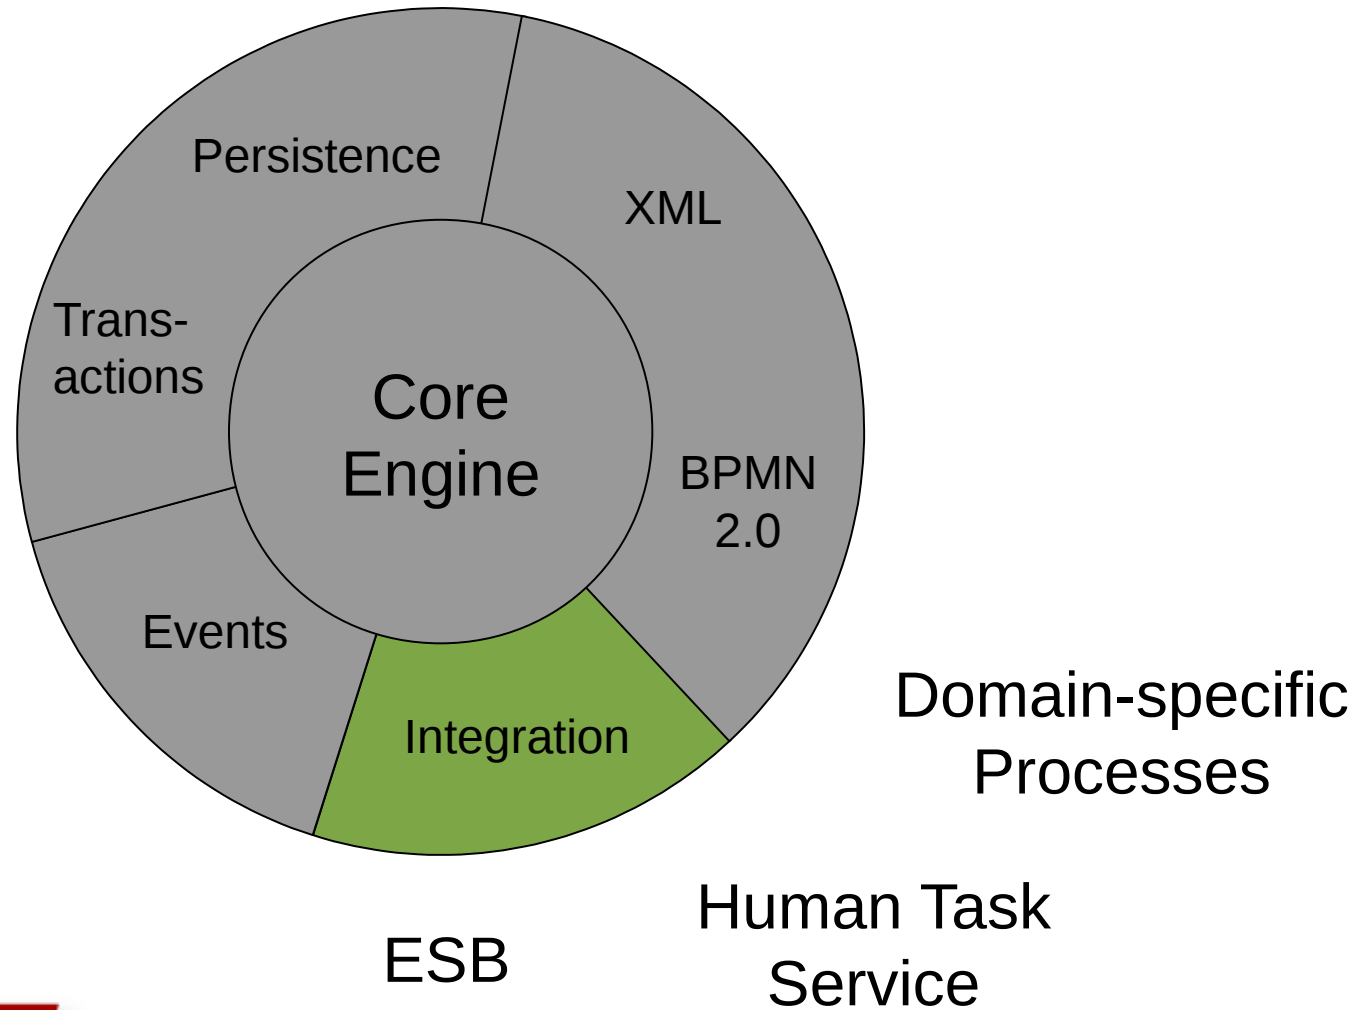 Persistence
XML
Trans-
actions
Core
Engine
BPMN
2.0
Events
Integration
Domain-specific
Processes
Human Task
Service
ESB